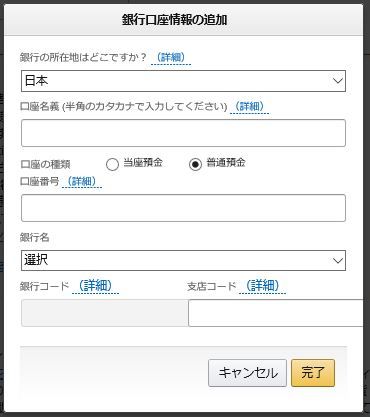 銀行口座情報の追加
銀行の所在地はどこですか？ (詳細)
日本
口座名義 (半角のカタカナで入力してください) (詳細)
口座の種類 当座預金 普通預金
口座番号 (詳細)
銀行名
選択
銀行コード (詳細) 支店コード (詳細)
キャンセル 完了